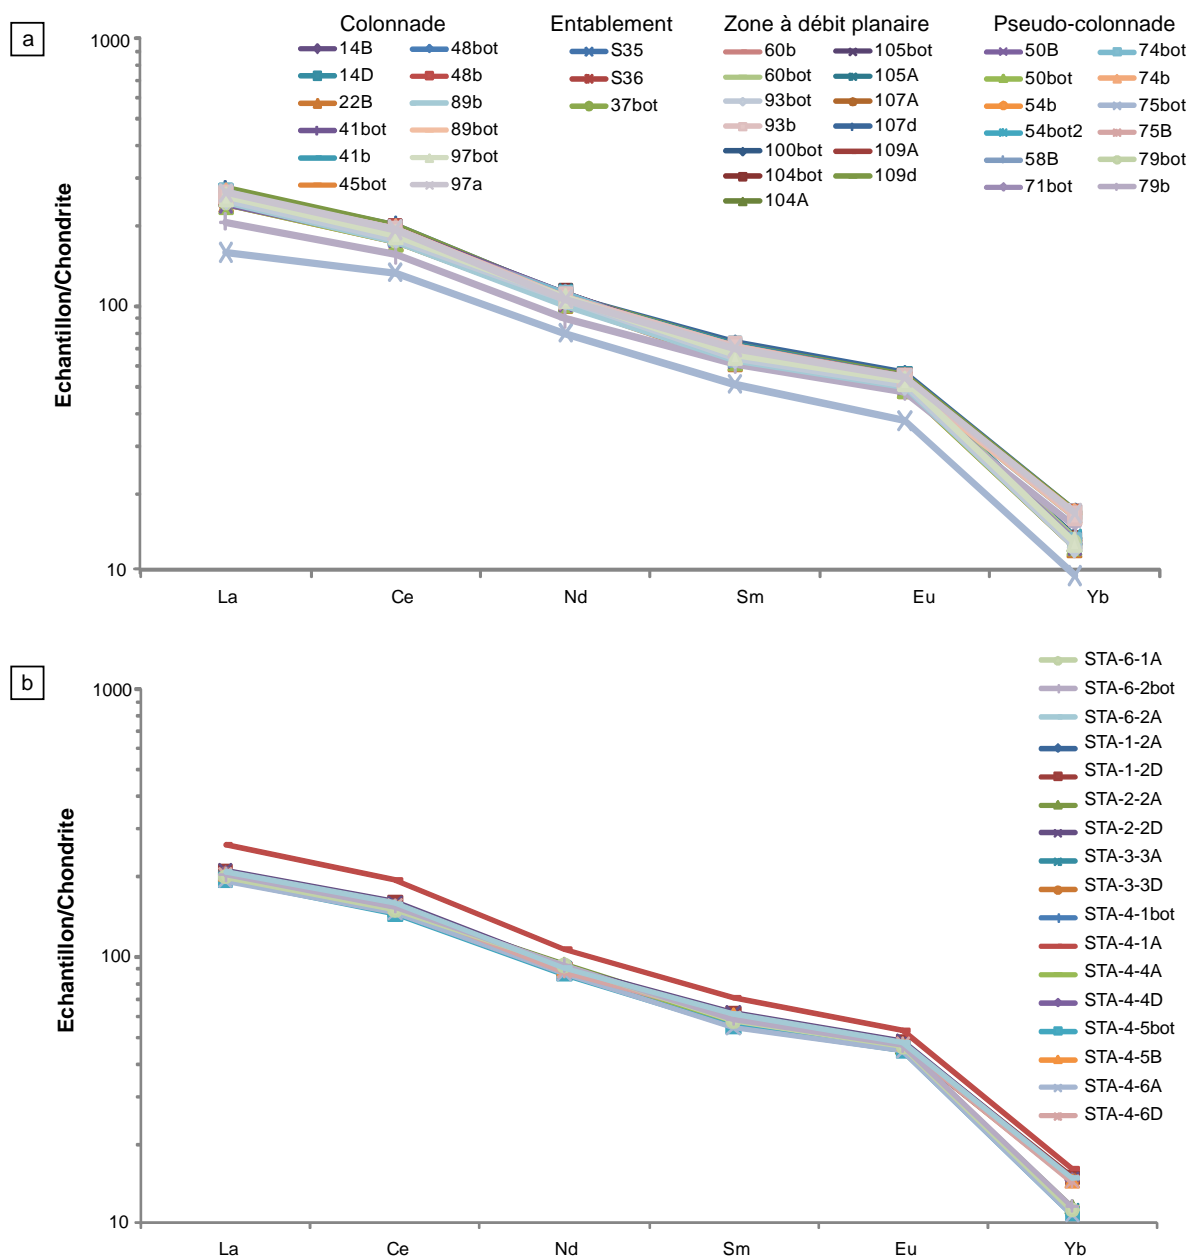 a
Colonnade Entablement Zone à débit planaire Pseudo-colonnade
14B 48bot S35 60b 105bot 50B 74bot
14D 48b S36 60bot 105A 50bot 74b
22B 89b 37bot 93bot 107A 54b 75bot
41bot 89bot 93b 107d 54bot2 75B
41b 97bot 100bot 109A 58B 79bot
45bot 97a 104bot 109d 71bot 79b
104A
Echantillon/Chondrite
1000
100
10
La Ce Nd Sm Eu Yb
b
Echantillon/Chondrite
1000
100
10
La Ce Nd Sm Eu Yb
STA-6-1A
STA-6-2bot
STA-6-2A
STA-1-2A
STA-1-2D
STA-2-2A
STA-2-2D
STA-3-3A
STA-3-3D
STA-4-1bot
STA-4-1A
STA-4-4A
STA-4-4D
STA-4-5bot
STA-4-5B
STA-4-6A
STA-4-6D